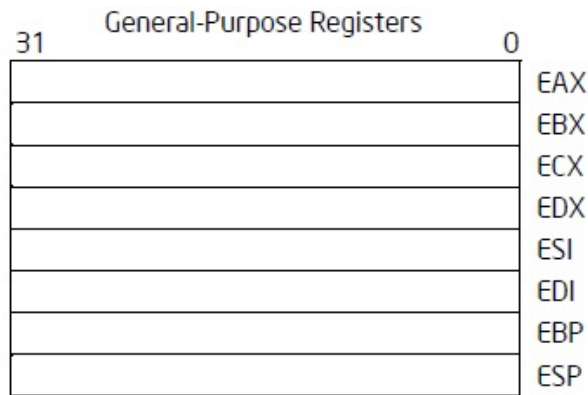 General-Purpose Registers
31 0
EAX
EBX
ECX
EDX
ESI
EDI
EBP
ESP